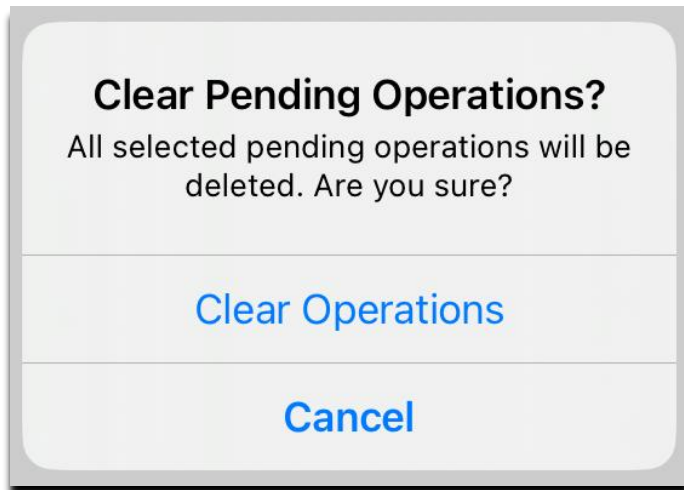 Clear Pending Operations?
All selected pending operations will be
deleted. Are you sure?
Clear Operations
Cancel